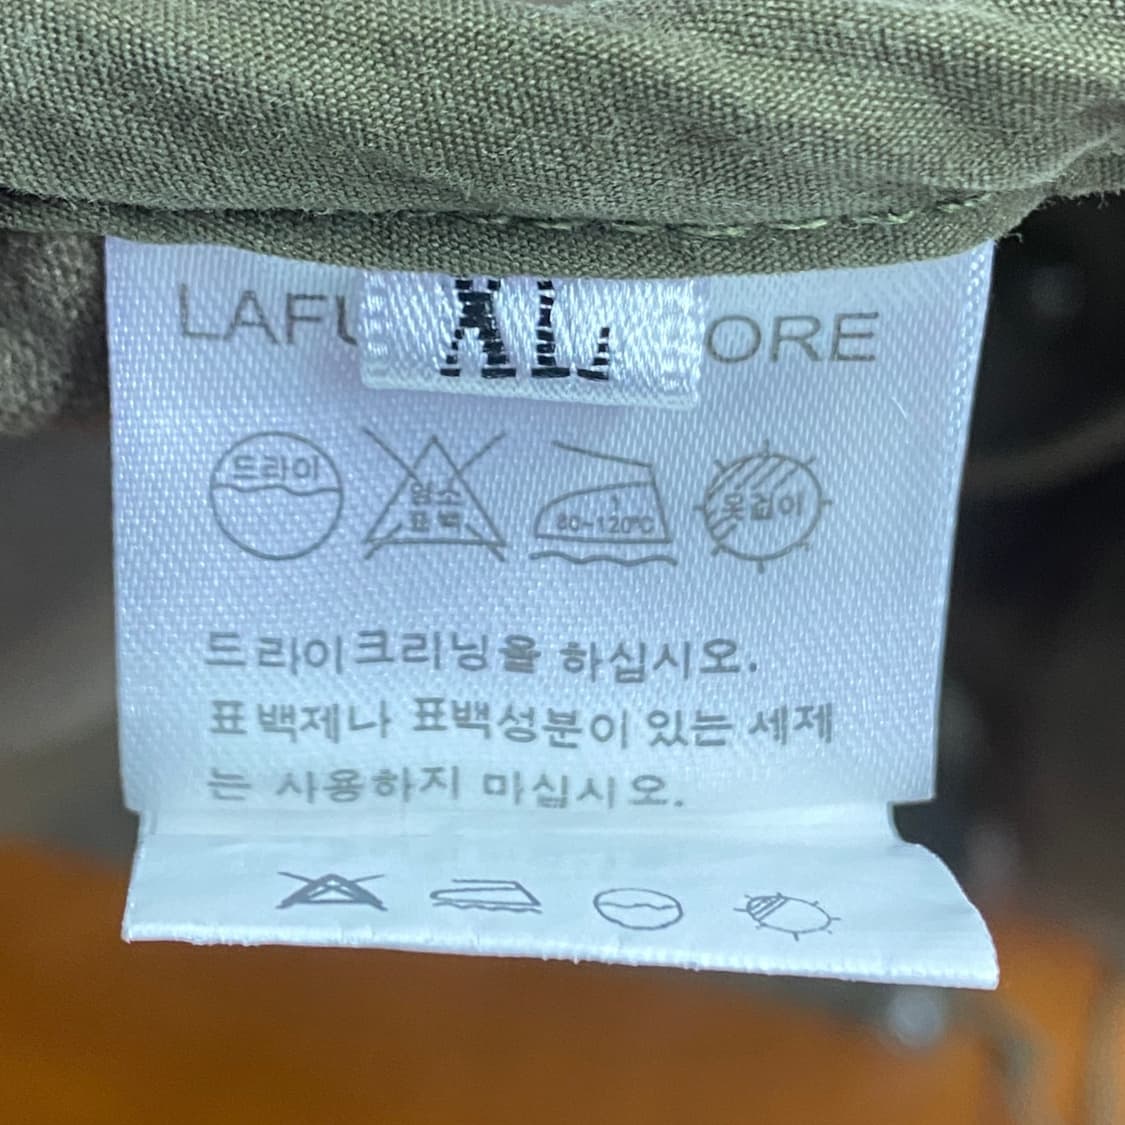 XL
ORE
드라이
염소
표백
80~120℃
옷걸이
드라이크리닝을 하십시오.
표백제나 표백성분이 있는 세제
는 사용하지 마십시오.